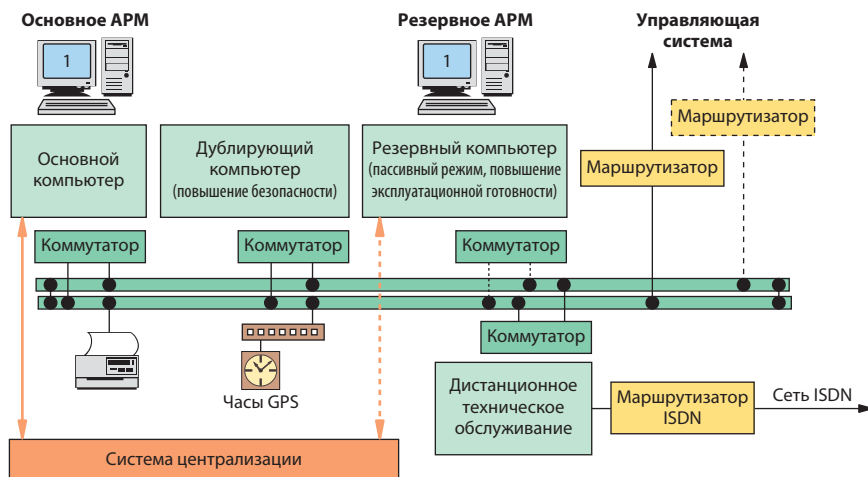 Основное АРМ
Резервное АРМ
Управляющая
система
1
1
Маршрутизатор
Основной
компьютер
Дублирующий
компьютер
(повышение безопасности)
Резервный компьютер
(пассивный режим, повышение
эксплуатационной готовности)
Маршрутизатор
Коммутатор
Коммутатор
Коммутатор
Коммутатор
Часы GPS
Дистанционное
техническое
обслуживание
Маршрутизатор
ISDN
Сеть ISDN
Система централизации